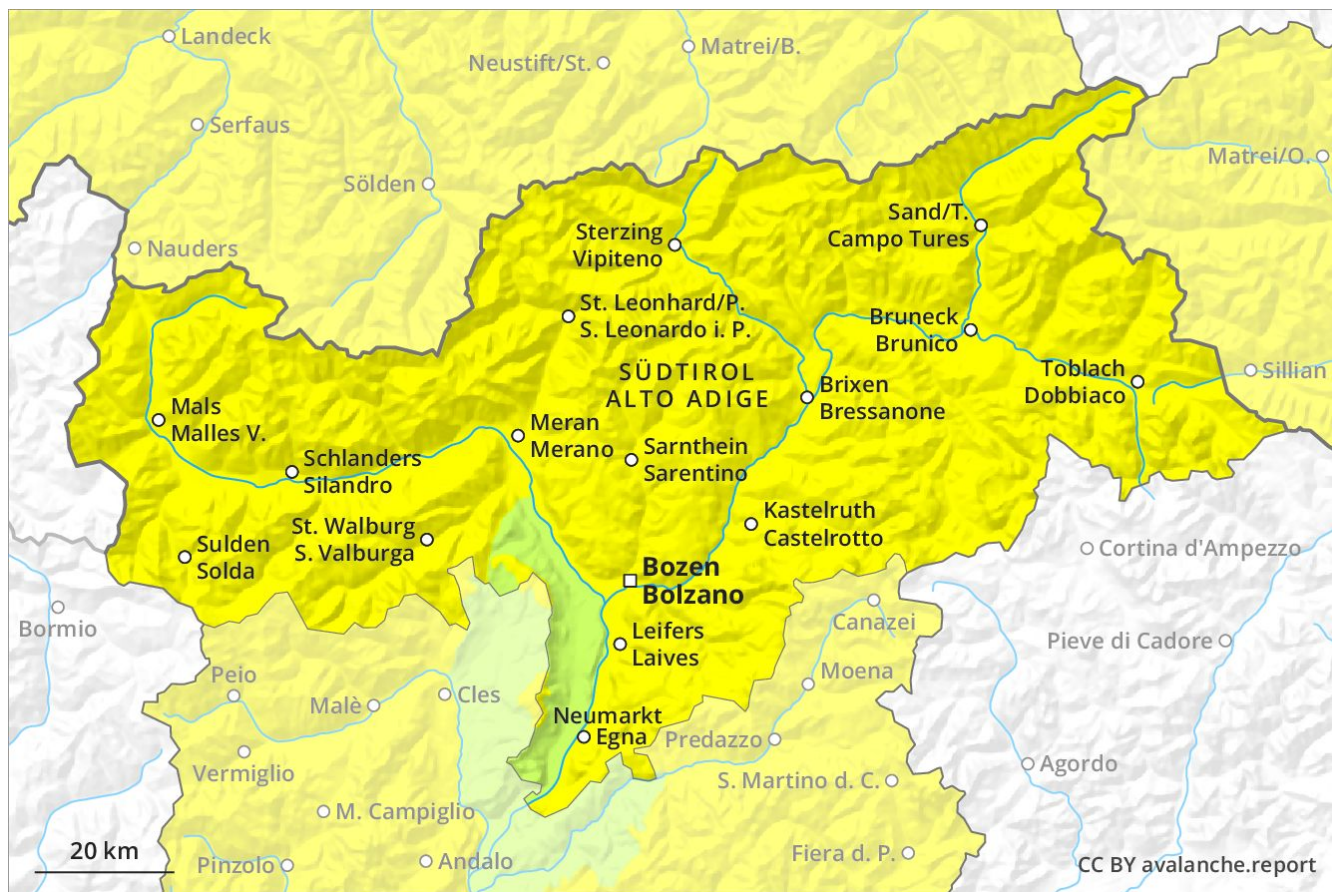 Landeck
Matrei/B.
Neustift/St.
Serfaus
Matrei/O.
Sölden
Sand/T.
Campo Tures
Sterzing
Vipiteno
Nauders
St. Leonhard/P.
S. Leonardo i. P.
Bruneck
Brunico
SÜDTIROL
ALTO ADIGE
Toblach
Dobbiaco
Sillian
Brixen
Bressanone
Mals
Malles V.
Meran
Merano
Sarnthein
Sarentino
Schlanders
Silandro
Kastelruth
Castelrotto
St. Walburg
S. Valburga
Sulden
Solda
Cortina d'Ampezzo
Bozen
Bolzano
Bormio
Canazei
Leifers
Laives
Pieve di Cadore
Peio
Moena
Malè
Cles
Neumarkt
Egna
Predazzo
Vermiglio
Agordo
S. Martino d. C.
M. Campiglio
20 km
Pinzolo
Andalo
Fiera d. P.
CC BY avalanche.report